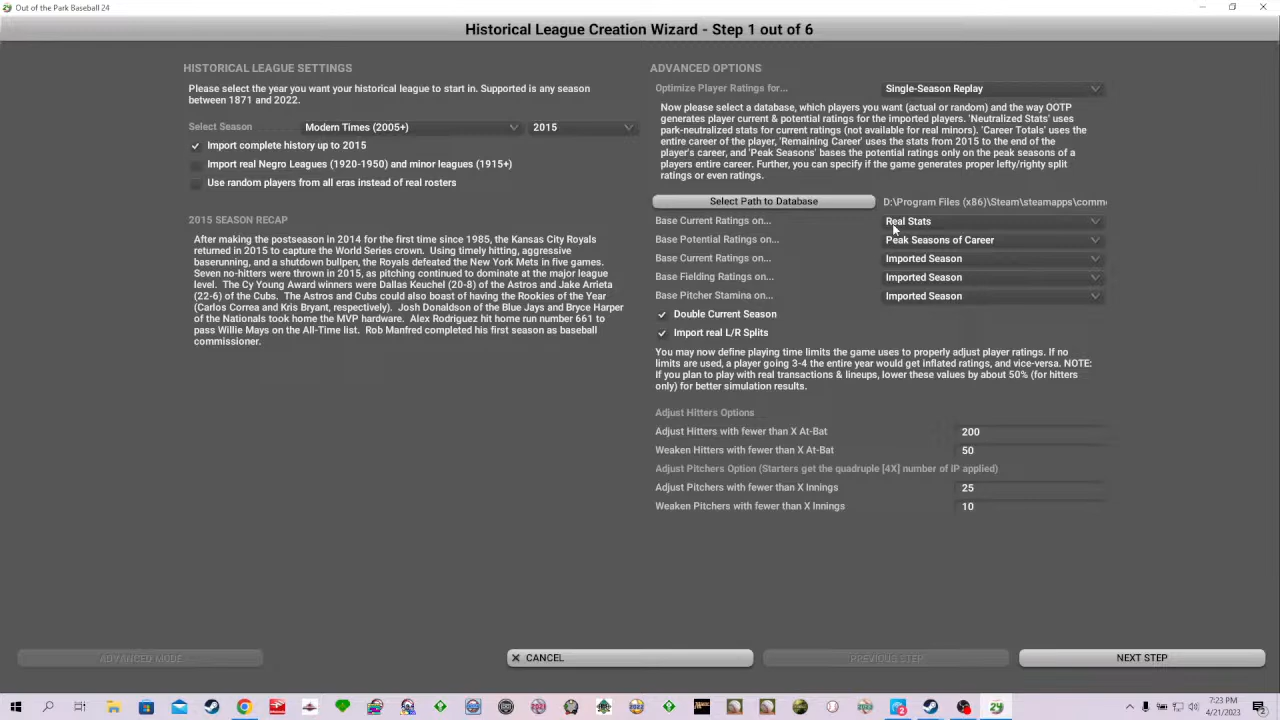 Out of the Park Baseball 24
Historical League Creation Wizard - Step 1 out of 6
HISTORICAL LEAGUE SETTINGS
Please select the year you want your historical league to start in. Supported is any season
between 1871 and 2022.
Select Season
Modern Times (2005+)
2015
Import complete history up to 2015
Import real Negro Leagues (1920-1950) and minor leagues (1915+)
Use random players from all eras instead of real rosters
2015 SEASON RECAP
After making the postseason in 2014 for the first time since 1985, the Kansas City Royals
returned in 2015 to capture the World Series crown. Using timely hitting, aggressive
baserunning, and a shutdown bullpen, the Royals defeated the New York Mets in five games.
Seven no-hitters were thrown in 2015, as pitching continued to dominate at the major league
level. The Cy Young Award winners were Dallas Keuchel (20-8) of the Astros and Jake Arrieta
(22-6) of the Cubs. The Astros and Cubs could also boast of having the Rookies of the Year
(Carlos Correa and Kris Bryant, respectively). Josh Donaldson of the Blue Jays and Bryce Harper
of the Nationals took home the MVP hardware. Alex Rodriguez hit home run number 661 to
pass Willie Mays on the All-Time list. Rob Manfred completed his first season as baseball
commissioner.
ADVANCED OPTIONS
Optimize Player Ratings for...
Single-Season Replay
Now please select a database, which players you want (actual or random) and the way OOTP
generates player current & potential ratings for the imported players. 'Neutralized Stats' uses
park-neutralized stats for current ratings (not available for real minors). 'Career Totals' uses the
entire career of the player, 'Remaining Career' uses the stats from 2015 to the end of the
player's career, and 'Peak Seasons' bases the potential ratings only on the peak seasons of a
players entire career. Further, you can specify if the game generates proper lefty/righty split
ratings or even ratings.
Select Path to Database
D:\Program Files (x86)\Steam\steamapps\commo
Base Current Ratings on...
Real Stats
Base Potential Ratings on...
Peak Seasons of Career
Base Current Ratings on...
Imported Season
Base Fielding Ratings on...
Imported Season
Base Pitcher Stamina on...
Imported Season
Double Current Season
Import real L/R Splits
You may now define playing time limits the game uses to properly adjust player ratings. If no
limits are used, a player going 3-4 the entire year would get inflated ratings, and vice-versa. NOTE:
If you plan to play with real transactions & lineups, lower these values by about 50% (for hitters
only) for better simulation results.
Adjust Hitters Options
Adjust Hitters with fewer than X At-Bat
200
Weaken Hitters with fewer than X At-Bat
50
Adjust Pitchers Option (Starters get the quadruple [4X] number of IP applied)
Adjust Pitchers with fewer than X Innings
25
Weaken Pitchers with fewer than X Innings
10
ADVANCED MODE
CANCEL
PREVIOUS STEP
NEXT STEP
7:23 PM
4/21/2023